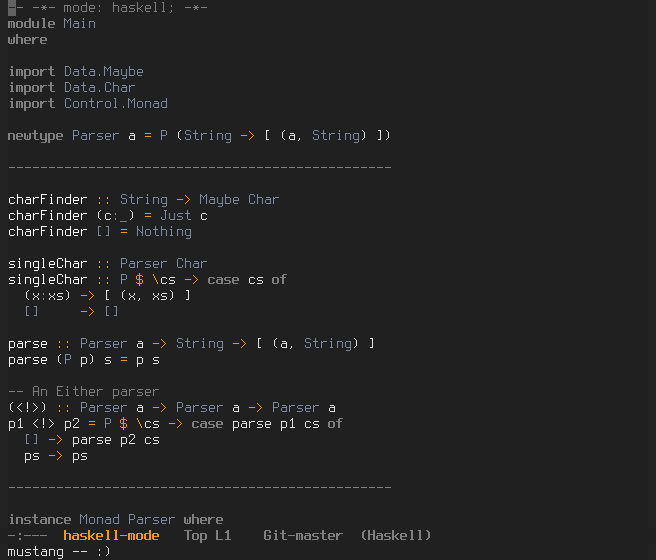 -- -*- mode: haskell; -*-
module Main
where
import Data.Maybe
import Data.Char
import Control.Monad
newtype Parser a = P (String -> [ (a, String) ])
------------------------------------------------
charFinder :: String -> Maybe Char
charFinder (c:_) = Just c
charFinder [] = Nothing
singleChar :: Parser Char
singleChar :: P $ \cs -> case cs of
  (x:xs) -> [ (x, xs) ]
  []     -> []
parse :: Parser a -> String -> [ (a, String) ]
parse (P p) s = p s
-- An Either parser
(<!>) :: Parser a -> Parser a -> Parser a
p1 <!> p2 = P $ \cs -> case parse p1 cs of
  [] -> parse p2 cs
  ps -> ps
------------------------------------------------
instance Monad Parser where
-:---  haskell-mode   Top L1    Git-master  (Haskell)
mustang -- :)